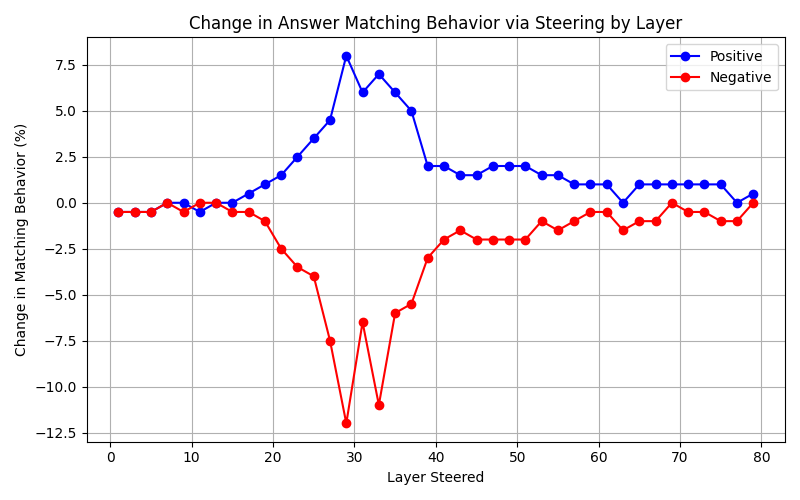 Change in Answer Matching Behavior via Steering by Layer
Positive
Negative
Change in Matching Behavior (%)
7.5
5.0
2.5
0.0
−2.5
−5.0
−7.5
−10.0
−12.5
0 10 20 30 40 50 60 70 80
Layer Steered